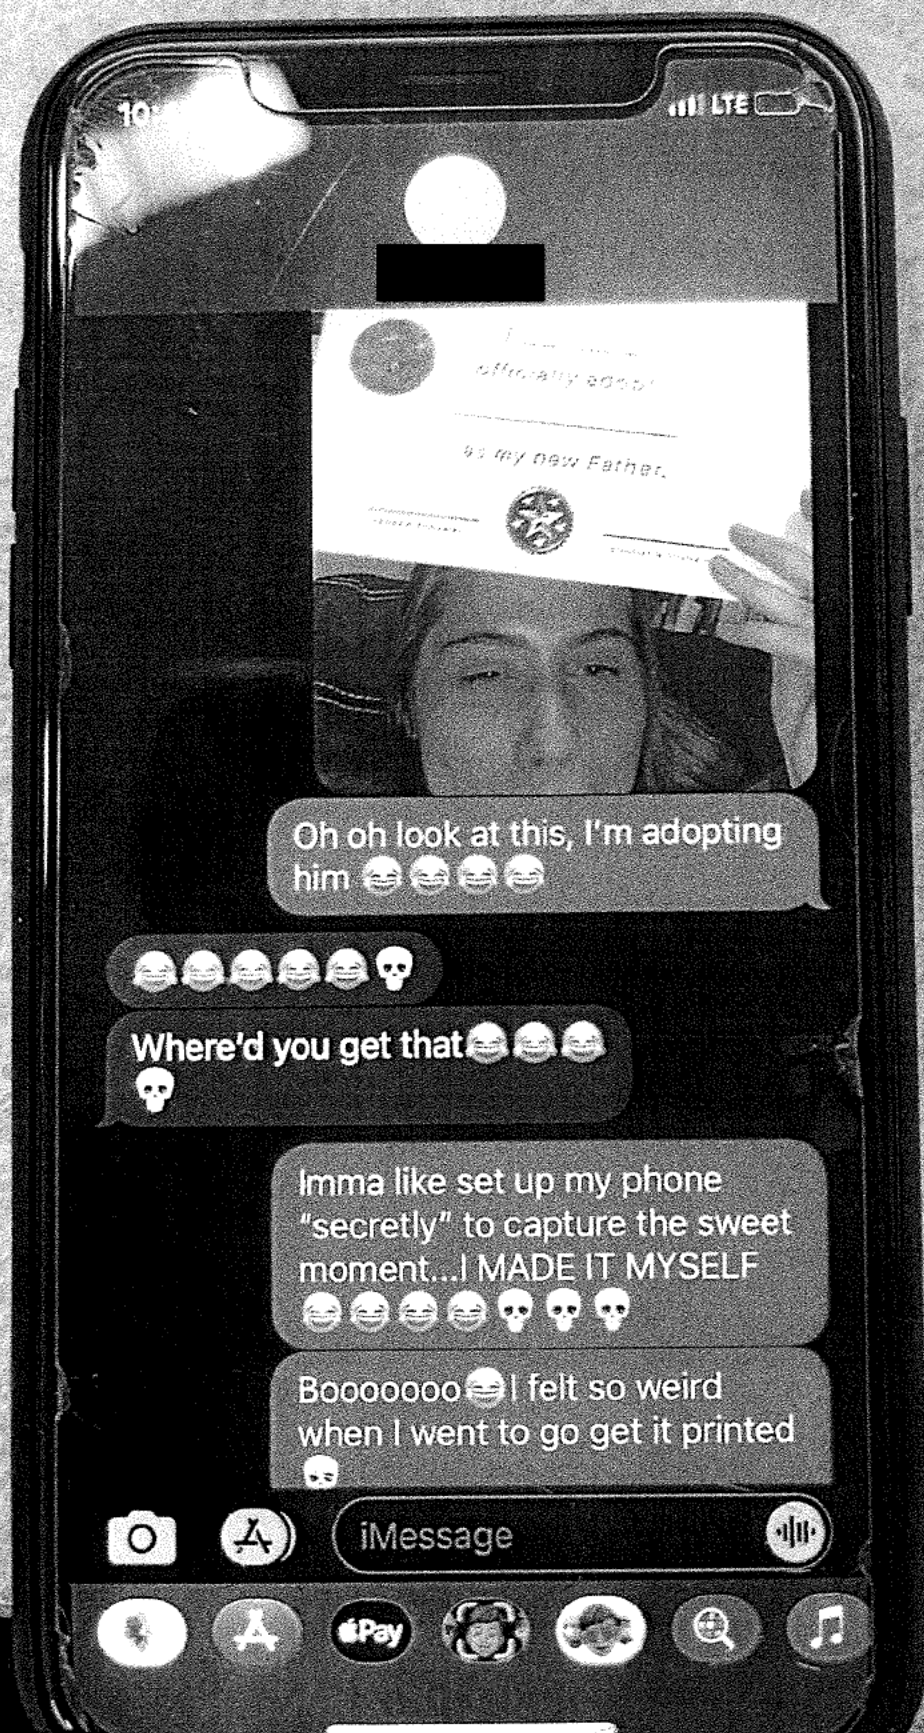 10
LTE
officially adopt
as my new Father.
Oh oh look at this, I'm adopting
him 😂😂😂😂
😂😂😂😂😂💀
Where'd you get that😂😂😂
💀
Imma like set up my phone
"secretly" to capture the sweet
moment...I MADE IT MYSELF
😂😂😂😂💀💀💀
Booooooo😂I felt so weird
when I went to go get it printed
💀
iMessage
Pay